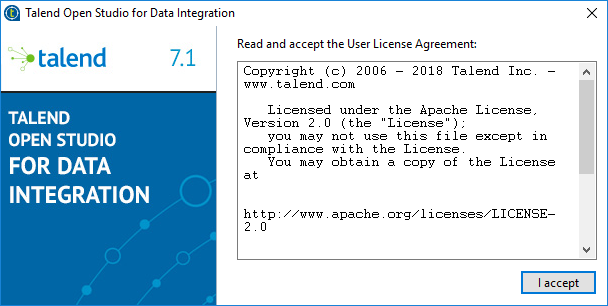 Talend Open Studio for Data Integration
talend 7.1
TALEND
OPEN STUDIO
FOR DATA
INTEGRATION
Read and accept the User License Agreement:
Copyright (c) 2006 – 2018 Talend Inc. –
www.talend.com
Licensed under the Apache License,
Version 2.0 (the "License");
you may not use this file except in
compliance with the License.
You may obtain a copy of the License
at
http://www.apache.org/licenses/LICENSE-
2.0
I accept